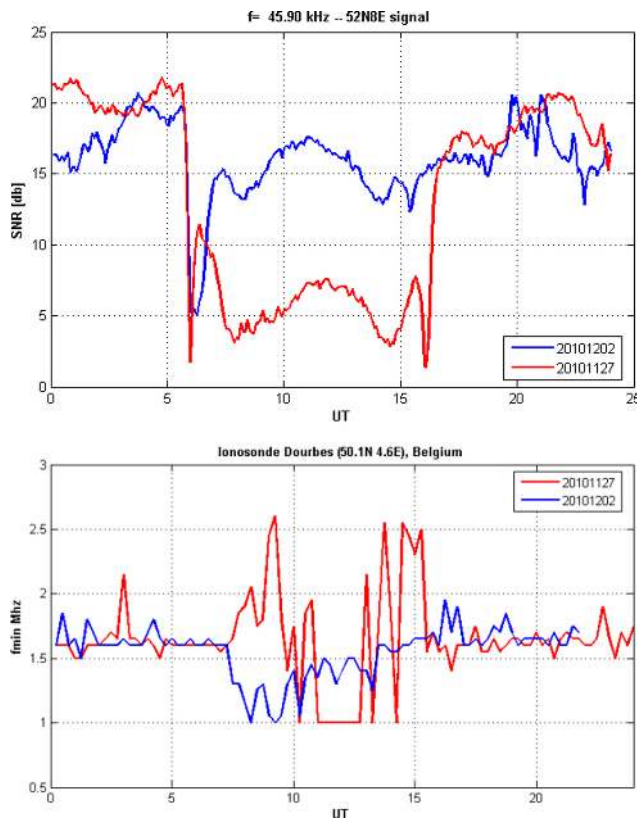 f= 45.90 kHz -- 52N8E signal
25
20
15
10
5
0
SNR [db]
20101202
20101127
0 5 10 15 20 25
UT
Ionosonde Dourbes (50.1N 4.6E), Belgium
3
2.5
2
1.5
1
0.5
fmin Mhz
20101127
20101202
0 5 10 15 20
UT